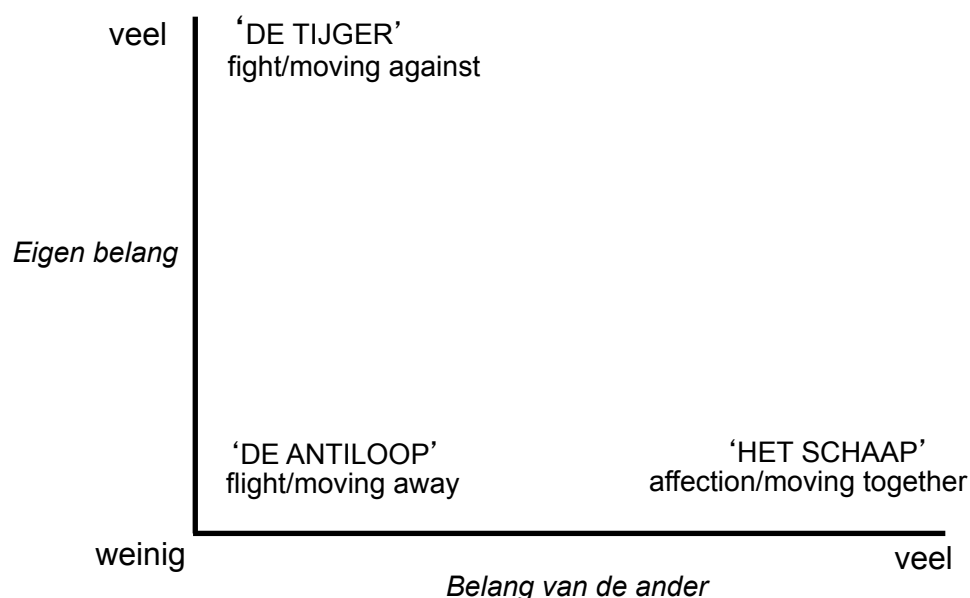 veel
‘DE TIJGER’
fight/moving against
Eigen belang
‘DE ANTILOOP’
flight/moving away
‘HET SCHAAP’
affection/moving together
weinig
veel
Belang van de ander